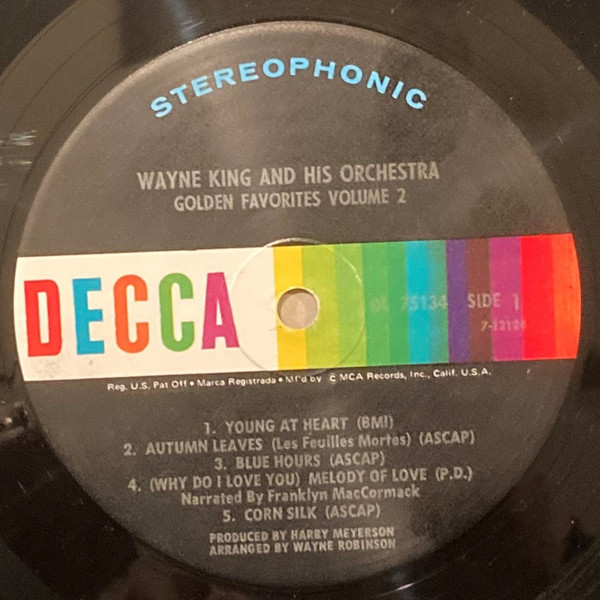 STEREOPHONIC
WAYNE KING AND HIS ORCHESTRA
GOLDEN FAVORITES VOLUME 2
DECCA
75134 SIDE 1
Reg. U.S. Pat Off • Marca Registrada • Mf'd by MCA Records, Inc., Calif. U.S.A.
1. YOUNG AT HEART (BMI)
2. AUTUMN LEAVES (Les Feuilles Mortes) (ASCAP)
3. BLUE HOURS (ASCAP)
4. (WHY DO I LOVE YOU) MELODY OF LOVE (P.D.)
Narrated By Franklyn MacCormack
5. CORN SILK (ASCAP)
PRODUCED BY HARRY MEYERSON
ARRANGED BY WAYNE ROBINSON